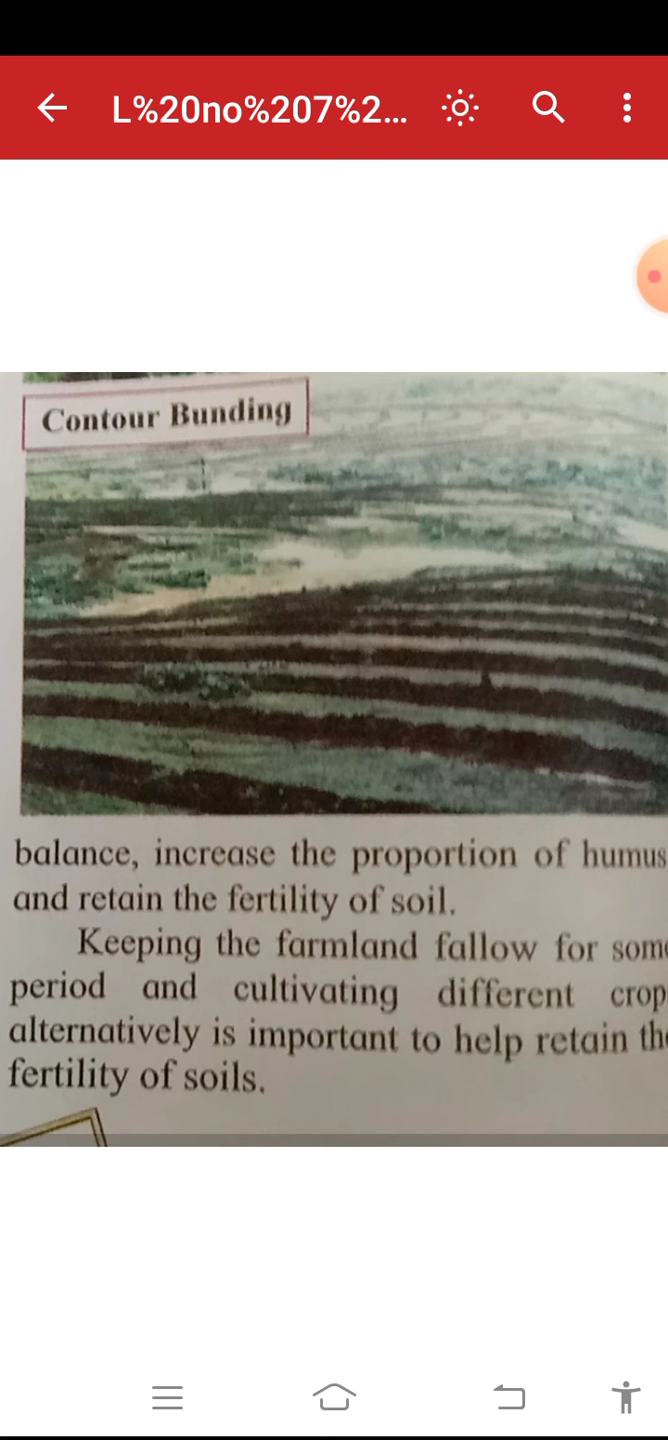 L%20no%207%2...
Contour Bunding
balance, increase the proportion of humus
and retain the fertility of soil.
Keeping the farmland fallow for some
period and cultivating different crop
alternatively is important to help retain the
fertility of soils.